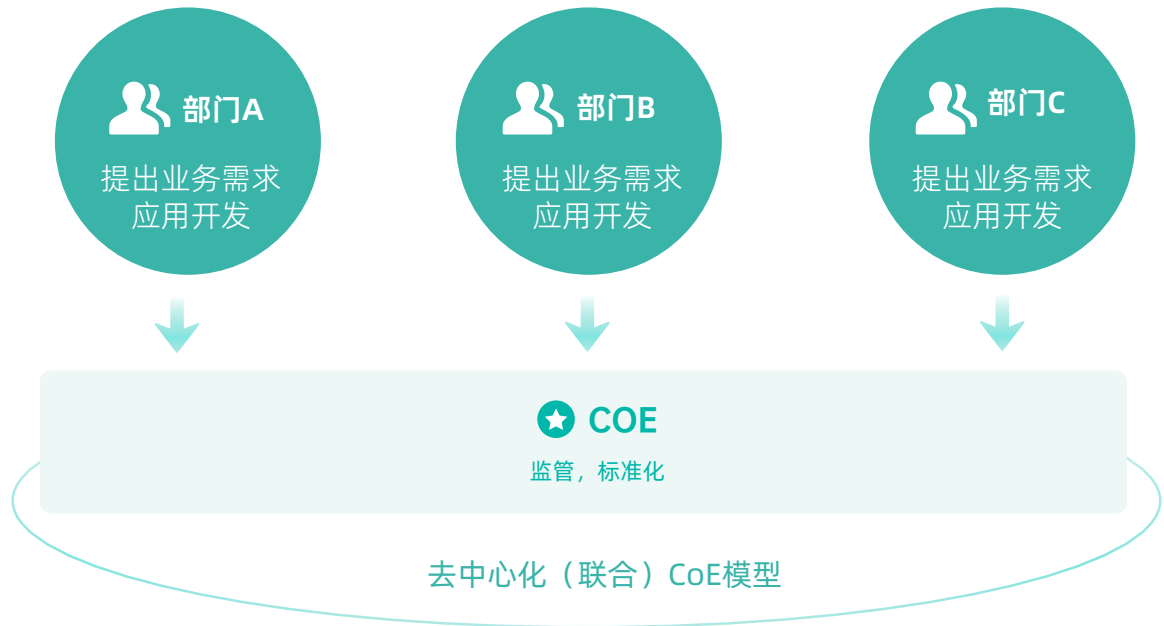 部门A
提出业务需求
应用开发
部门B
提出业务需求
应用开发
部门C
提出业务需求
应用开发
COE
监管，标准化
去中心化（联合）CoE模型